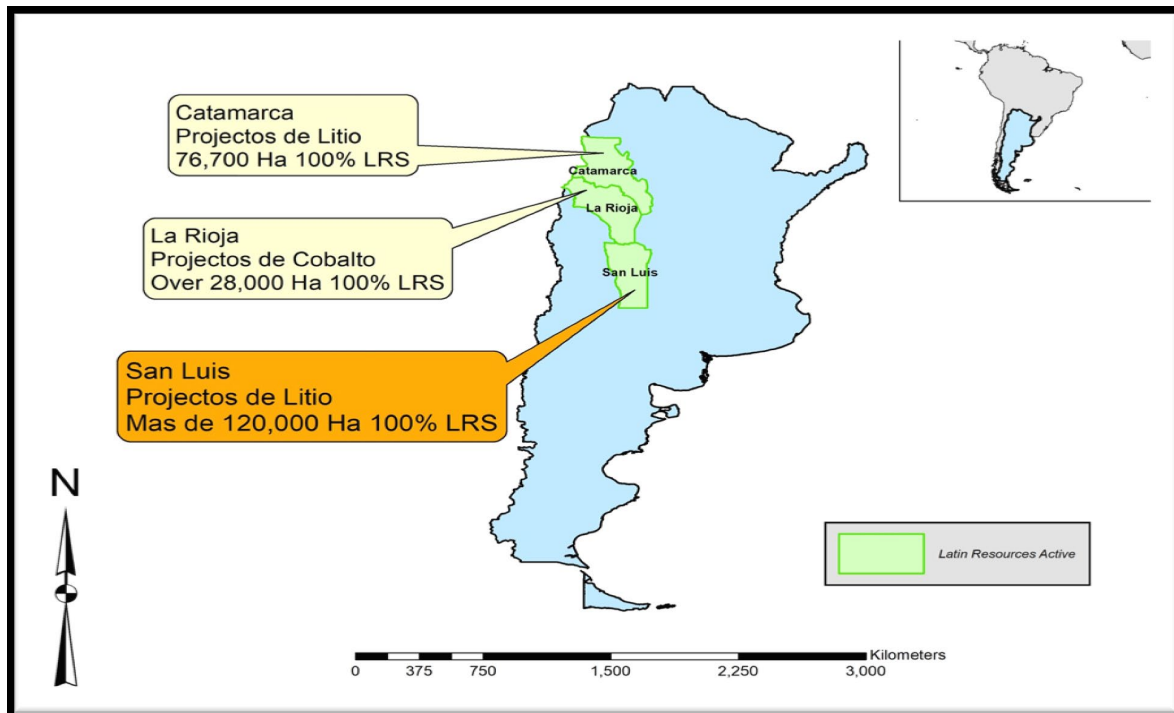 Catamarca
Projectos de Litio
76,700 Ha 100% LRS
Catamarca
La Rioja
La Rioja
Projectos de Cobalto
Over 28,000 Ha 100% LRS
San Luis
San Luis
Projectos de Litio
Mas de 120,000 Ha 100% LRS
N
Latin Resources Active
Kilometers
0 375 750 1,500 2,250 3,000